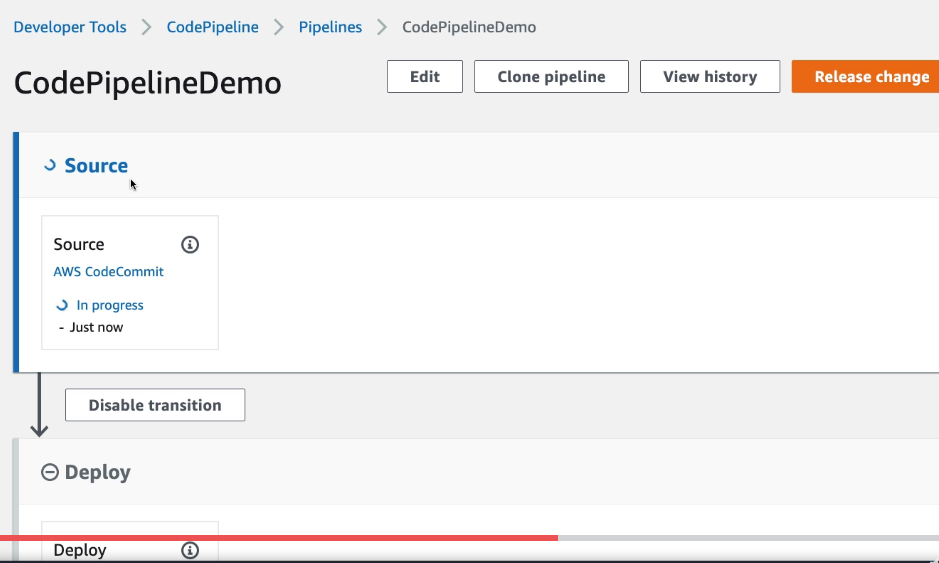 Developer Tools > CodePipeline > Pipelines > CodePipelineDemo
CodePipelineDemo
Edit
Clone pipeline
View history
Release change
Source
Source
AWS CodeCommit
In progress
- Just now
Disable transition
Deploy
Deploy